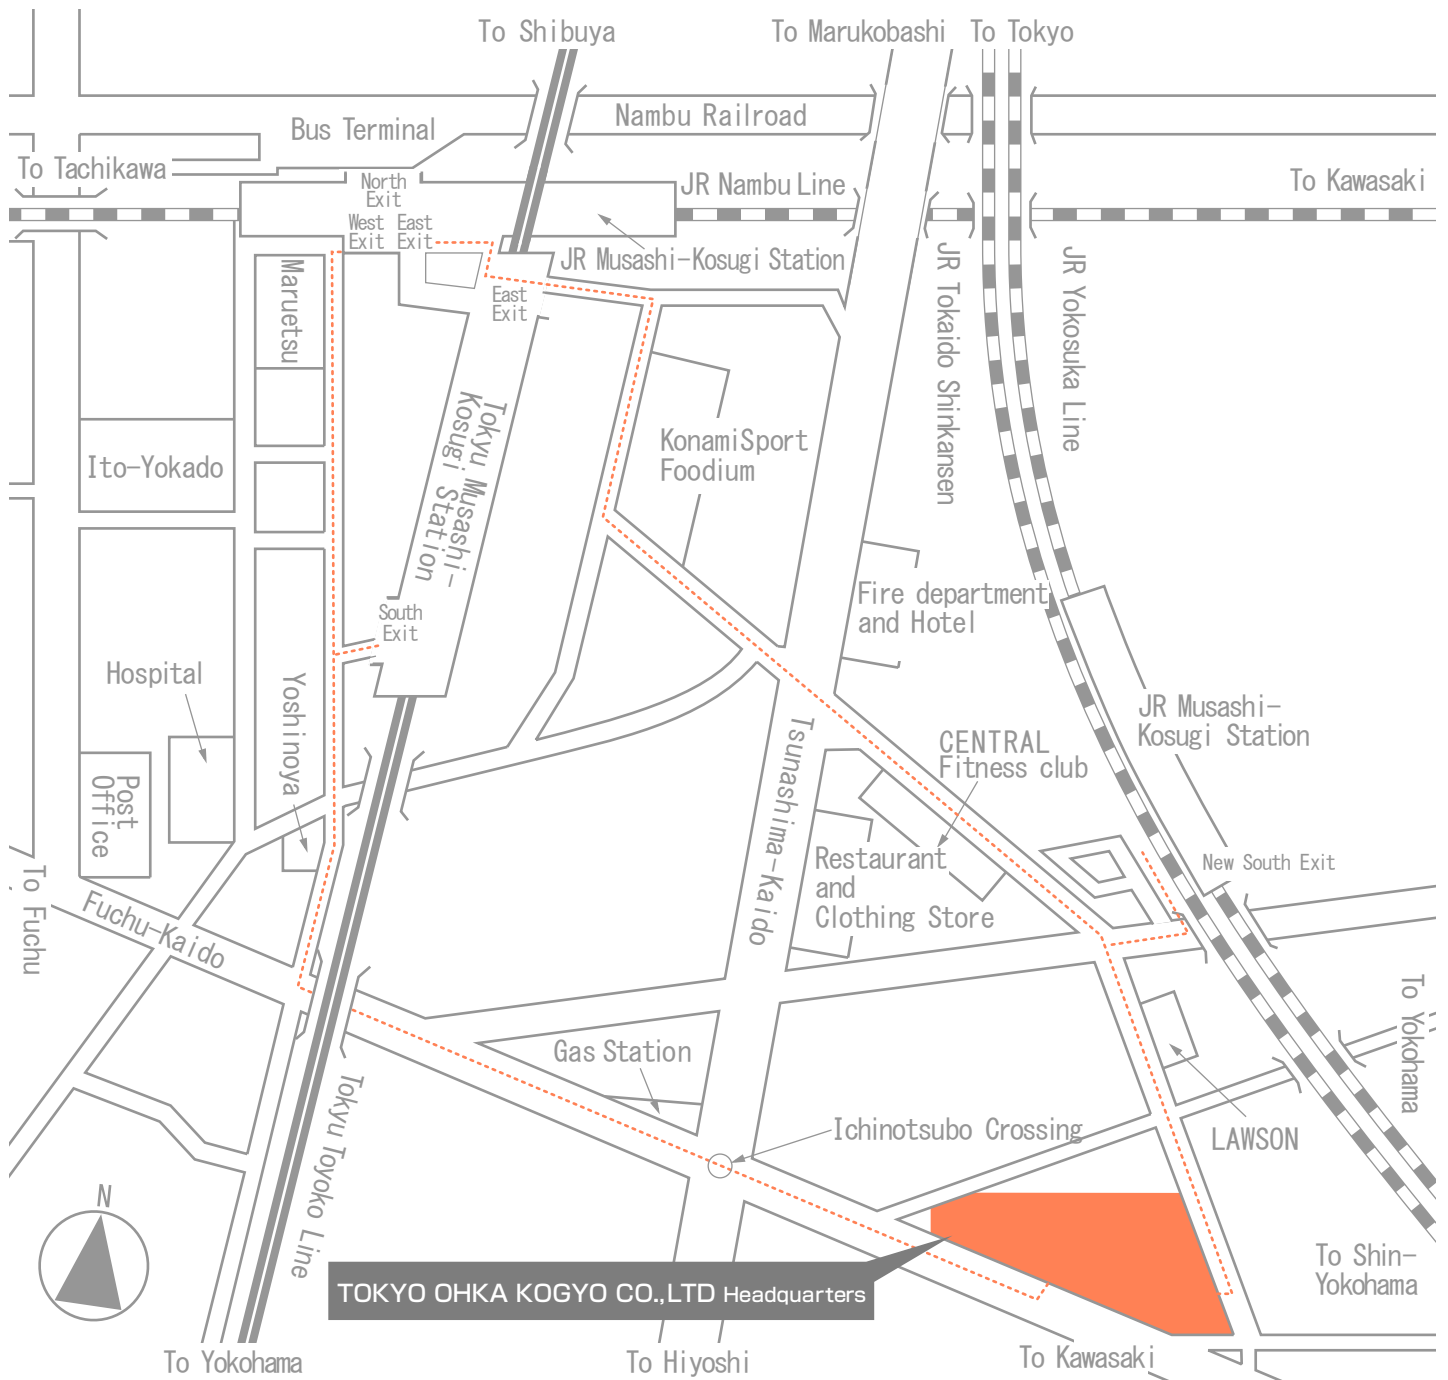 To Shibuya
To Marukobashi
To Tokyo
Nambu Railroad
Bus Terminal
To Tachikawa
North
Exit
JR Nambu Line
To Kawasaki
West
Exit
East
Exit
JR Musashi-Kosugi Station
Maruetsu
East
Exit
JR Tokaido Shinkansen
JR Yokosuka Line
Tokyu Musashi-
Kosugi Station
KonamiSport
Foodium
Ito-Yokado
Fire department
and Hotel
South
Exit
Hospital
Yoshinoya
JR Musashi-
Kosugi Station
Tsunashima-Kaido
CENTRAL
Fitness club
Post
Office
Restaurant
and
Clothing Store
New South Exit
To Fuchu
Fuchu-Kaido
To Yokohama
Gas Station
Tokyu Toyoko Line
Ichinotsubo Crossing
LAWSON
N
To Shin-
Yokohama
TOKYO OHKA KOGYO CO.,LTD Headquarters
To Yokohama
To Hiyoshi
To Kawasaki